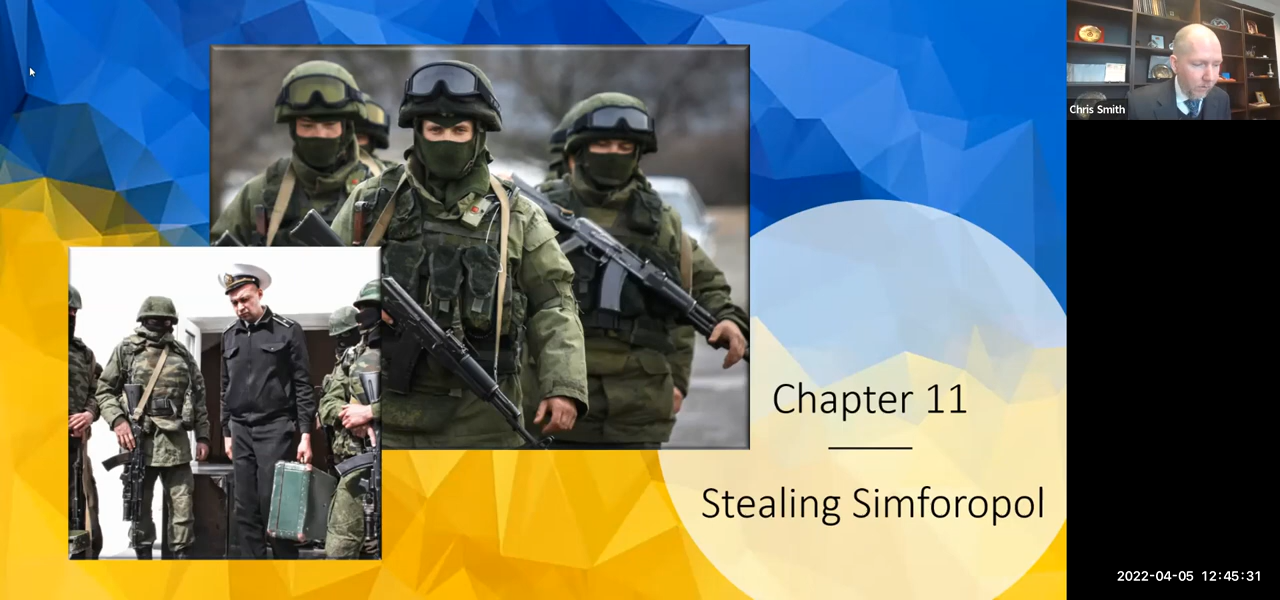 Chris Smith
Chapter 11
Stealing Simforopol
2022-04-05 12:45:31